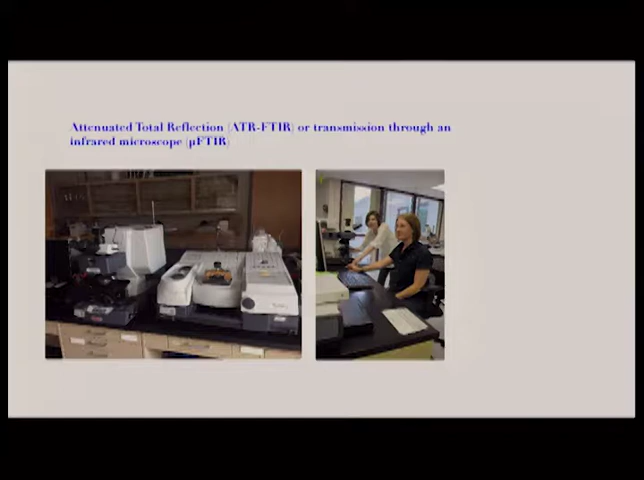 Attenuated Total Reflection (ATR-FTIR) or transmission through an
infrared microscope (μFTIR)